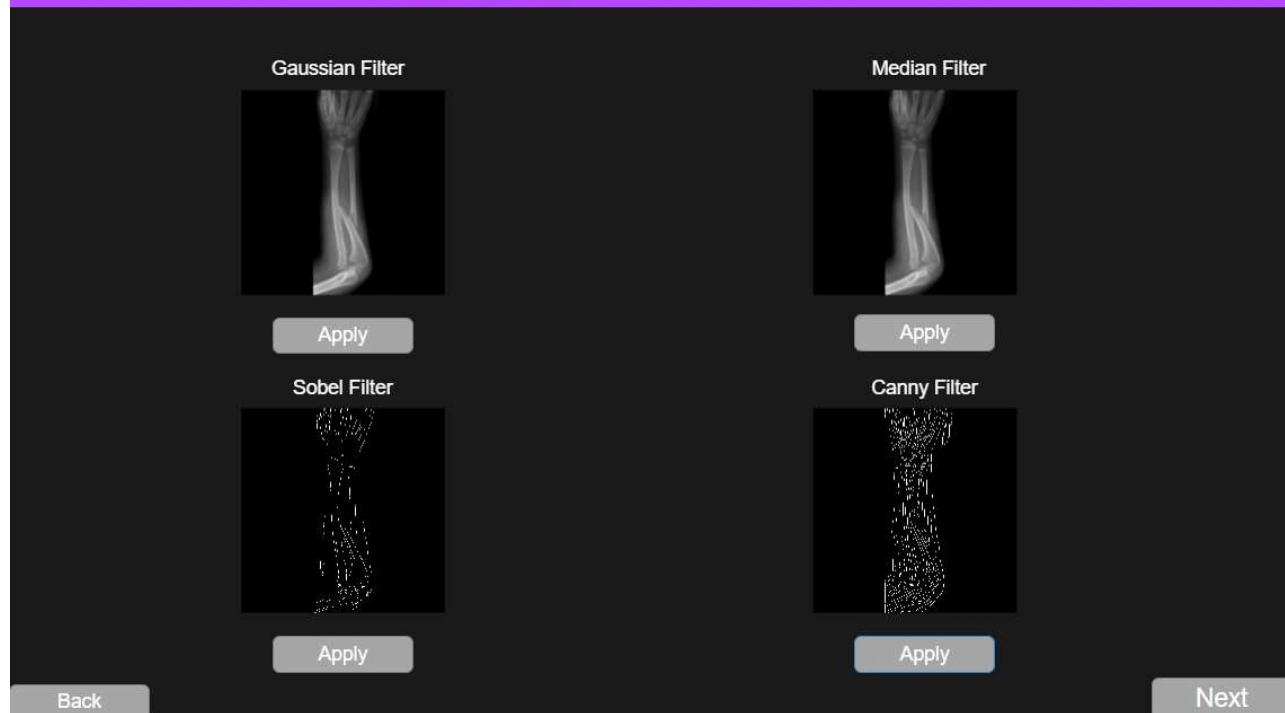 Gaussian Filter
Median Filter
Apply
Apply
Sobel Filter
Canny Filter
Apply
Apply
Back
Next